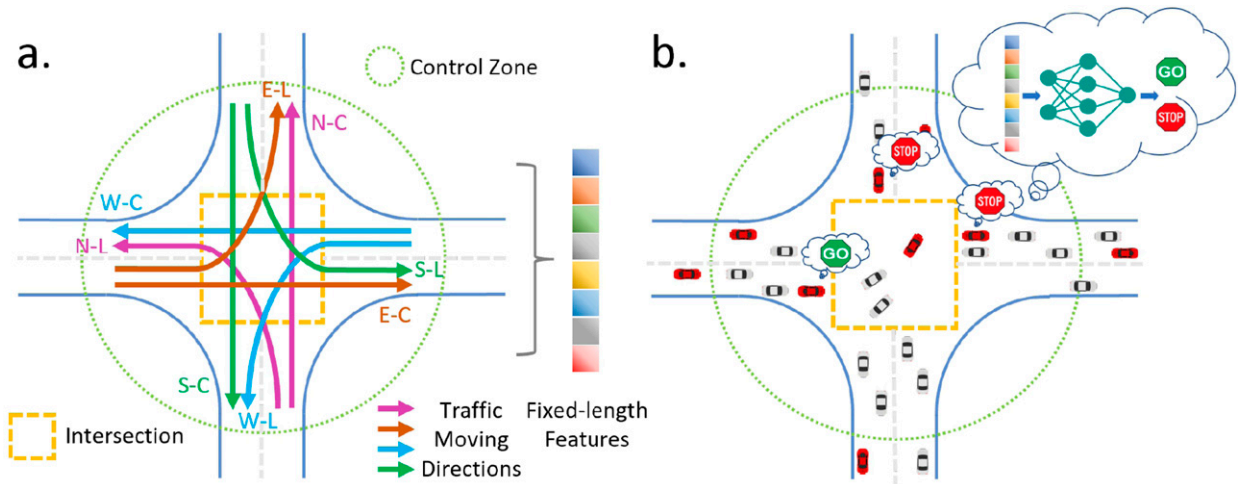 a.
Control Zone
E-L
N-C
W-C
N-L
S-L
E-C
S-C
W-L
Intersection
Traffic
Moving
Directions
Fixed-length
Features
b.
GO
STOP
STOP
STOP
GO